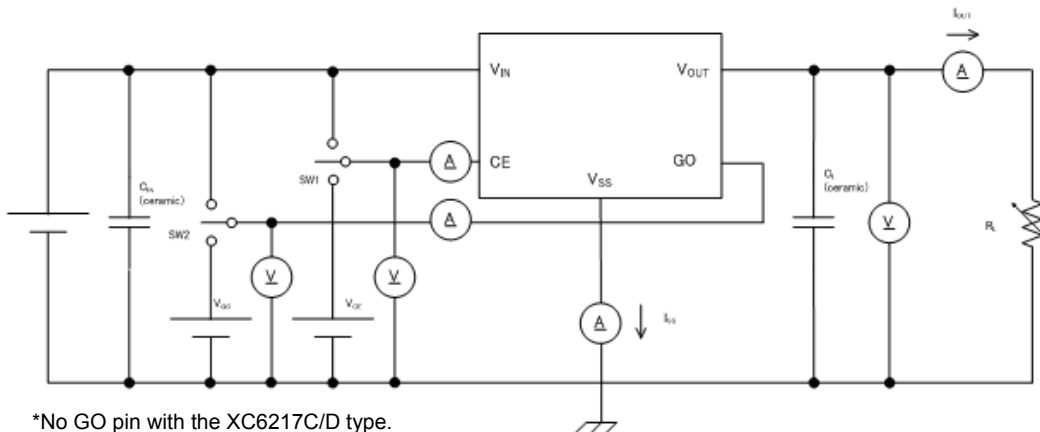 IOUT
A
VIN
VOUT
CE
GO
VSS
A
A
SW1
SW2
CIN
(ceramic)
CL
(ceramic)
V
V
V
RL
VGO
VCE
A
ISS
*No GO pin with the XC6217C/D type.